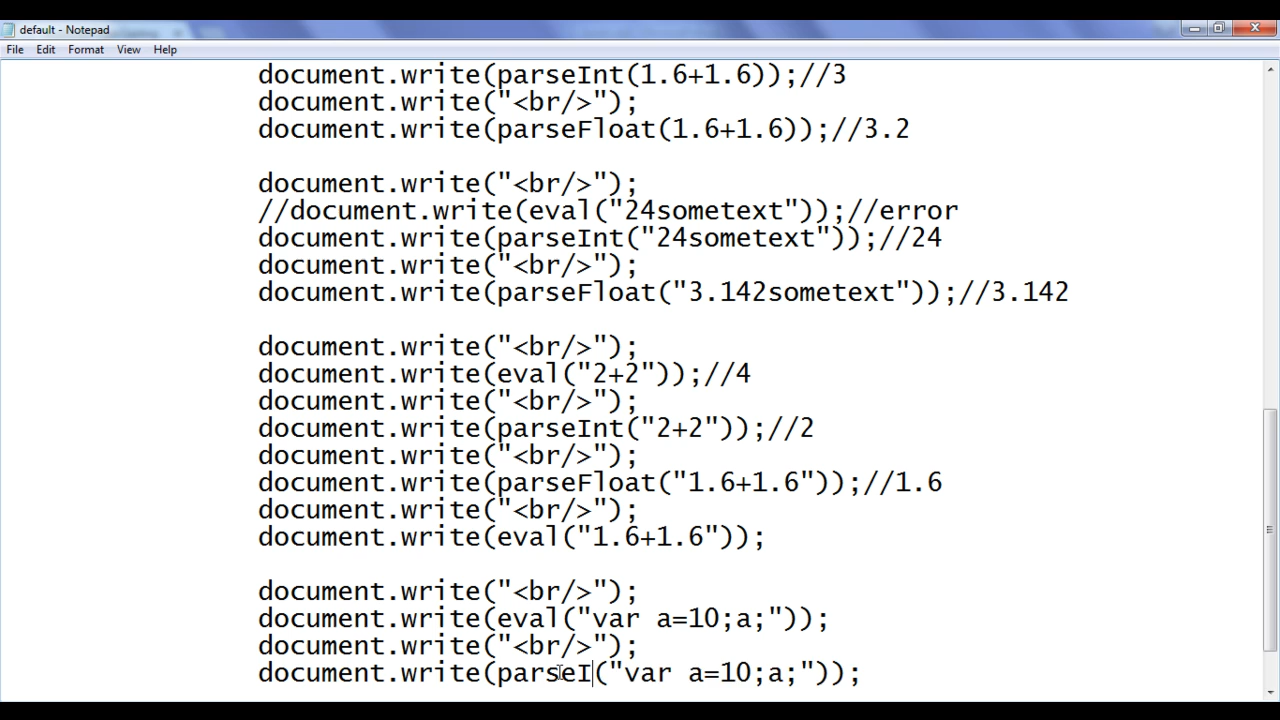 default - Notepad
File Edit Format View Help
document.write(parseInt(1.6+1.6));//3
document.write("<br/>");
document.write(parseFloat(1.6+1.6));//3.2
document.write("<br/>");
//document.write(eval("24sometext"));//error
document.write(parseInt("24sometext"));//24
document.write("<br/>");
document.write(parseFloat("3.142sometext"));//3.142
document.write("<br/>");
document.write(eval("2+2"));//4
document.write("<br/>");
document.write(parseInt("2+2"));//2
document.write("<br/>");
document.write(parseFloat("1.6+1.6"));//1.6
document.write("<br/>");
document.write(eval("1.6+1.6"));
document.write("<br/>");
document.write(eval("var a=10;a;"));
document.write("<br/>");
document.write(parseI("var a=10;a;"));